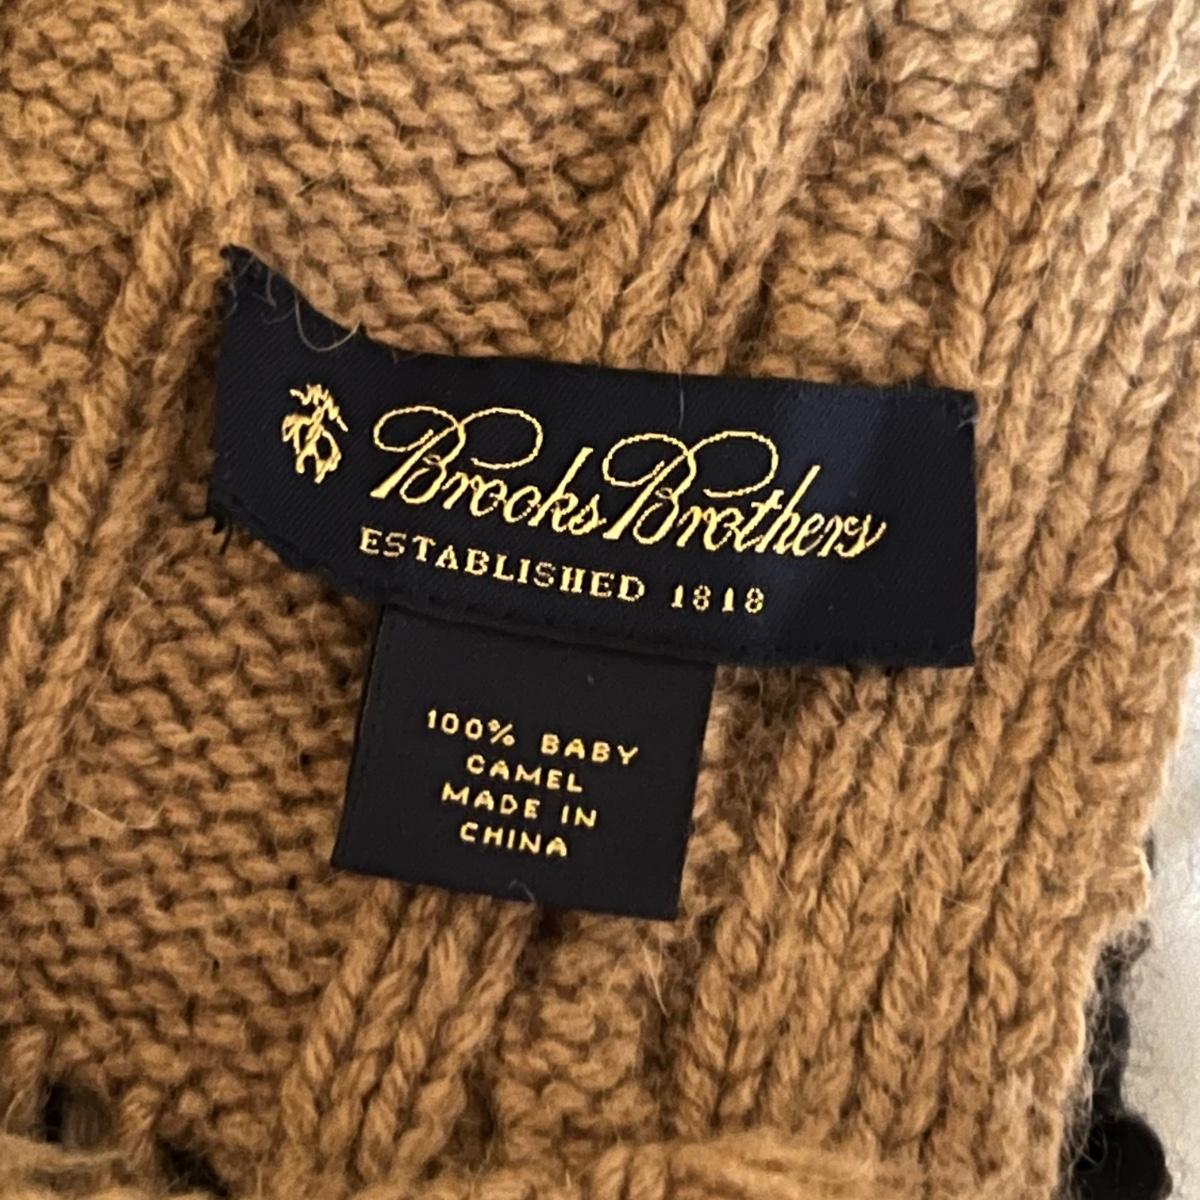 Brooks Brothers
ESTABLISHED 1818
100% BABY
CAMEL
MADE IN
CHINA